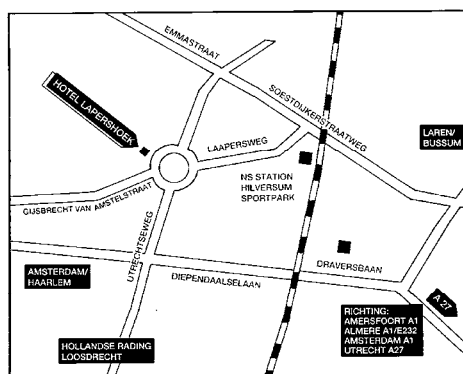 EMMASTRAAT
HOTEL LAPERSHOEK
SOESTDIJKERSTRAATWEG
LAAPERSWEG
LAREN/
BUSSUM
NS STATION
HILVERSUM
SPORTPARK
GIJSBRECHT VAN AMSTELSTRAAT
UTRECHTSEWEG
DRAVERSBAAN
AMSTERDAM/
HAARLEM
DIEPENDAALSELAAN
A 27
RICHTING:
AMERSFOORT A1
ALMERE A1/E232
AMSTERDAM A1
UTRECHT A27
HOLLANDSE RADING
LOOSDRECHT